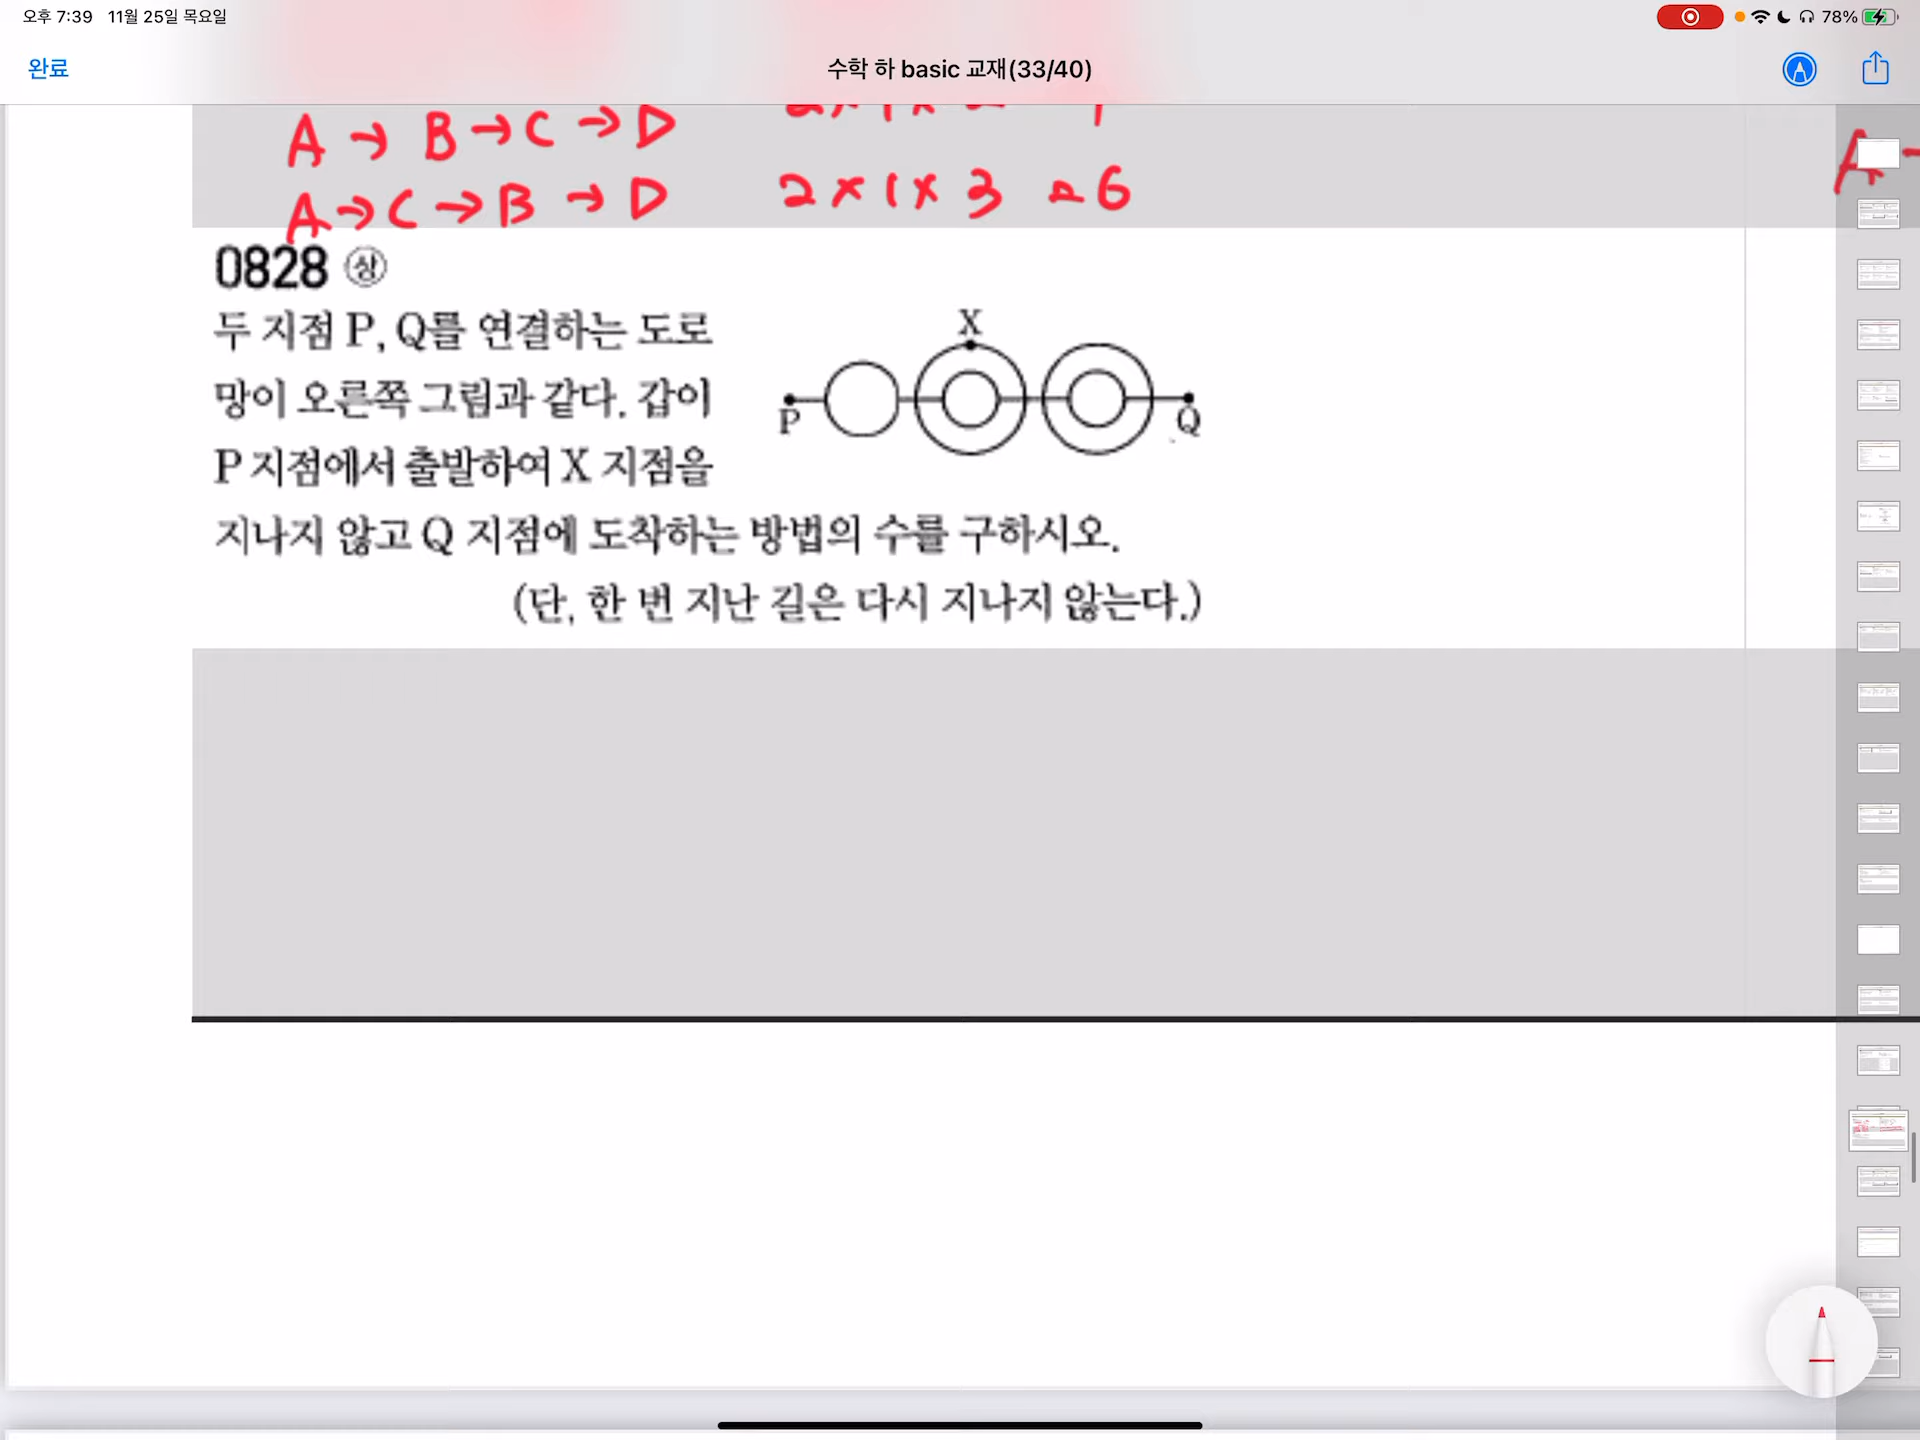 오후 7:39 11월 25일 목요일
78%
완료
수학 하 basic 교재(33/40)
A → B → C → D
A → C → B → D 2 × 1 × 3 = 6
0828 상
두 지점 P, Q를 연결하는 도로
망이 오른쪽 그림과 같다. 갑이
P 지점에서 출발하여 X 지점을
지나지 않고 Q 지점에 도착하는 방법의 수를 구하시오.
(단, 한 번 지난 길은 다시 지나지 않는다.)
X
P
Q
A